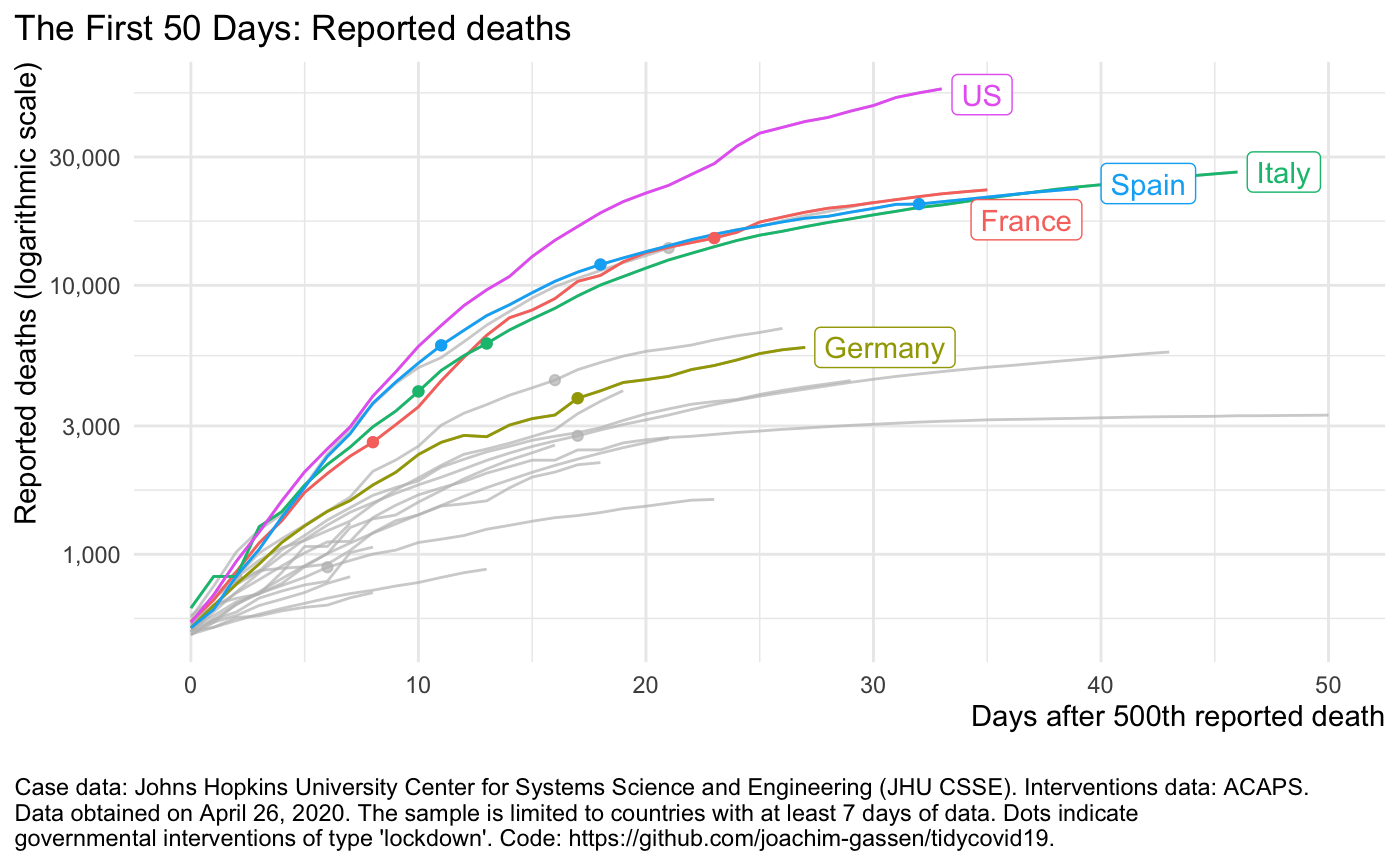 The First 50 Days: Reported deaths
Reported deaths (logarithmic scale)
30,000
10,000
3,000
1,000
US
Italy
Spain
France
Germany
0 10 20 30 40 50
Days after 500th reported death
Case data: Johns Hopkins University Center for Systems Science and Engineering (JHU CSSE). Interventions data: ACAPS.
Data obtained on April 26, 2020. The sample is limited to countries with at least 7 days of data. Dots indicate
governmental interventions of type 'lockdown'. Code: https://github.com/joachim-gassen/tidycovid19.